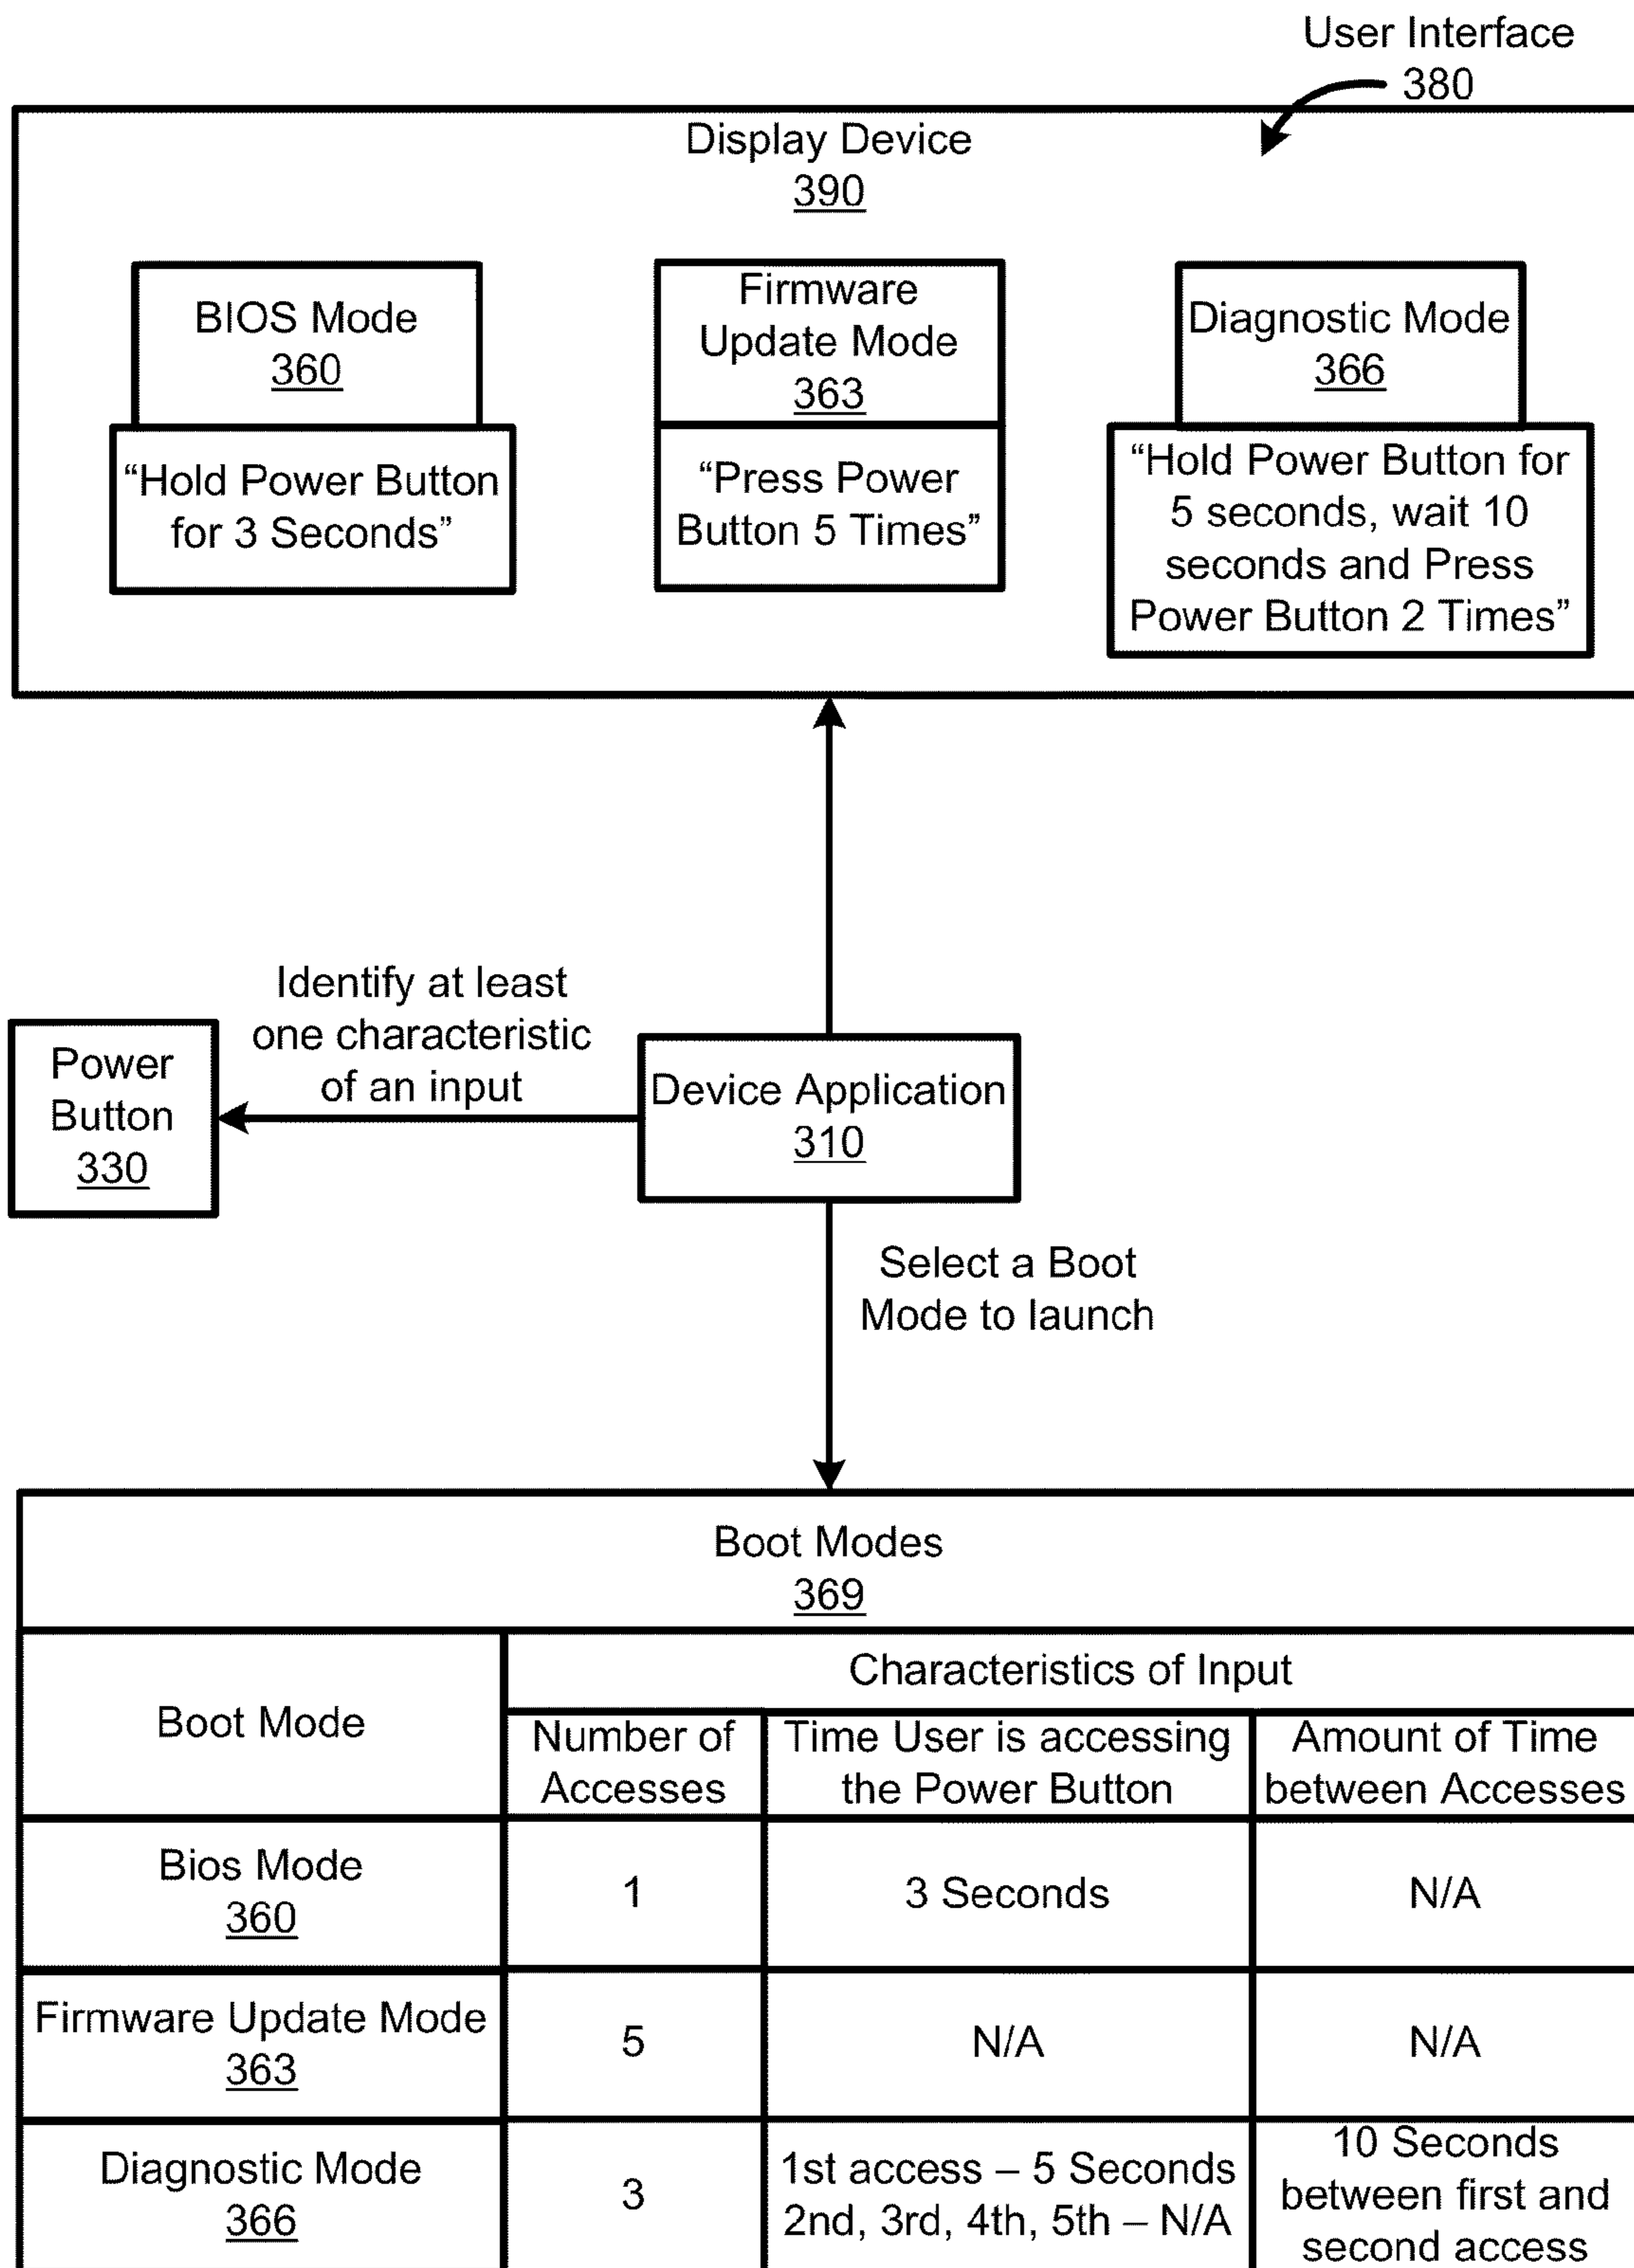 User Interface
380
Display Device
390
BIOS Mode
360
“Hold Power Button
for 3 Seconds”
Firmware
Update Mode
363
“Press Power
Button 5 Times”
Diagnostic Mode
366
“Hold Power Button for
5 seconds, wait 10
seconds and Press
Power Button 2 Times”
Identify at least
one characteristic
of an input
Power
Button
330
Device Application
310
Select a Boot
Mode to launch
Boot Modes
369
Boot Mode
Characteristics of Input
Number of
Accesses
Time User is accessing
the Power Button
Amount of Time
between Accesses
Bios Mode
360
1
3 Seconds
N/A
Firmware Update Mode
363
5
N/A
N/A
Diagnostic Mode
366
3
1st access – 5 Seconds
2nd, 3rd, 4th, 5th – N/A
10 Seconds
between first and
second access